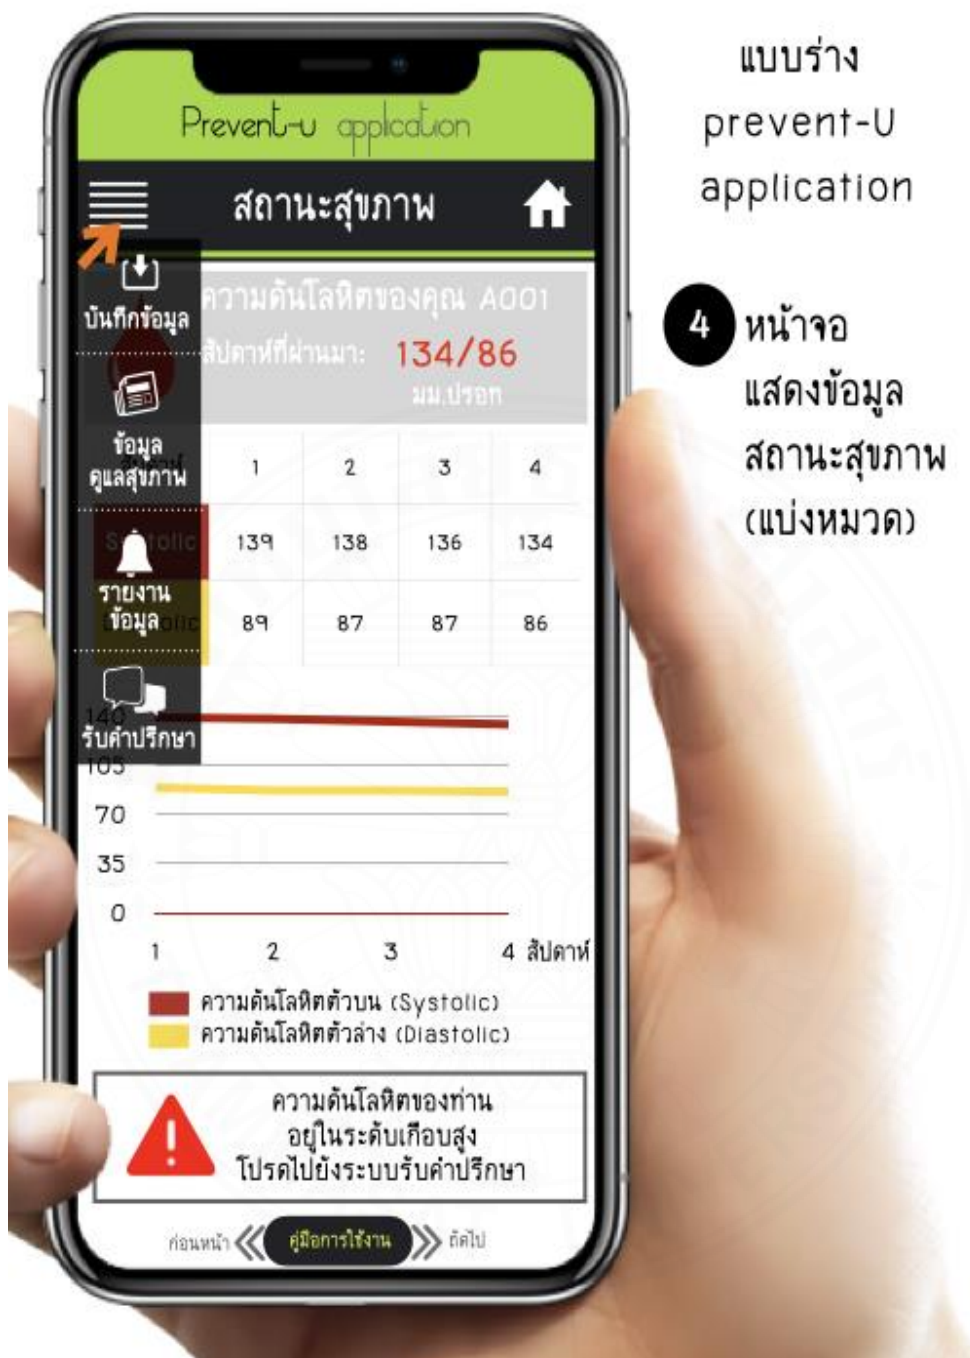 แบบร่าง
prevent-U
application
4 หน้าจอ
แสดงข้อมูล
สถานะสุขภาพ
(แบ่งหมวด)
Prevent-u application
สถานะสุขภาพ
บันทึกข้อมูล
ข้อมูล
ดูแลสุขภาพ
รายงาน
ข้อมูล
รับคำปรึกษา
ความดันโลหิตของคุณ A001
สัปดาห์ที่ผ่านมา: 134/86
มม.ปรอท
สัปดาห์ 1 2 3 4
Systolic 139 138 136 134
Diastolic 89 87 87 86
140
105
70
35
0
1 2 3 4 สัปดาห์
ความดันโลหิตตัวบน (Systolic)
ความดันโลหิตตัวล่าง (Diastolic)
ความดันโลหิตของท่าน
อยู่ในระดับเกือบสูง
โปรดไปยังระบบรับคำปรึกษา
ก่อนหน้า คู่มือการใช้งาน ถัดไป